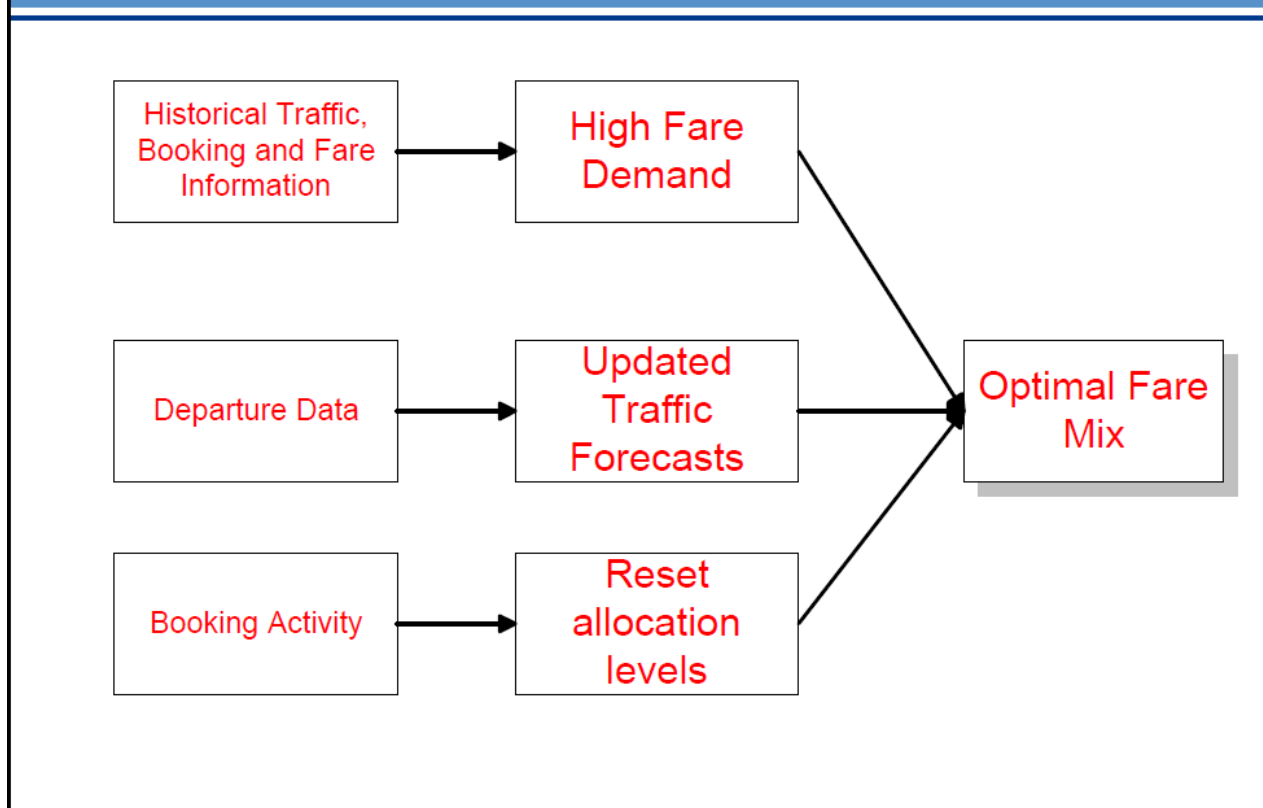 Historical Traffic,
Booking and Fare
Information
High Fare
Demand
Departure Data
Updated
Traffic
Forecasts
Optimal Fare
Mix
Booking Activity
Reset
allocation
levels